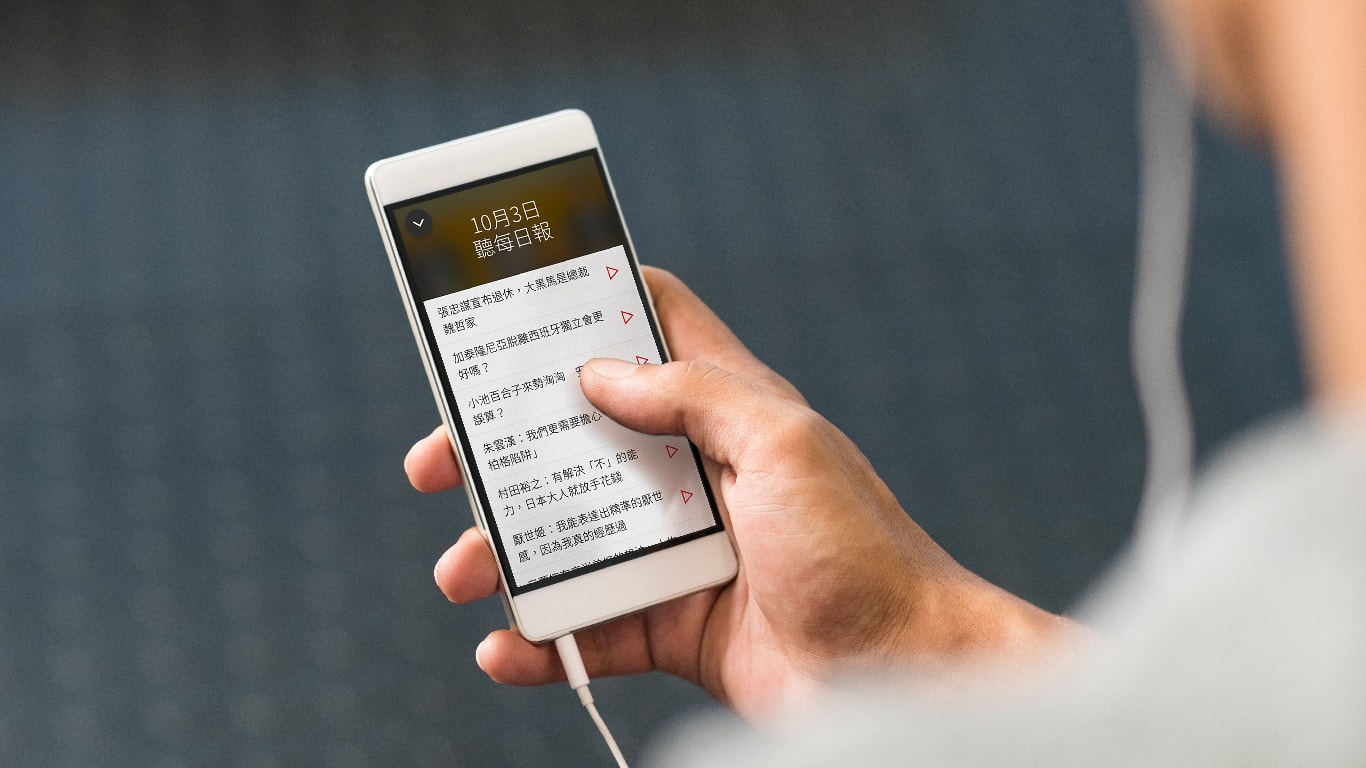 10月3日
聽每日報
張忠謀宣布退休，大黑馬是總裁
魏哲家
加泰隆尼亞脫離西班牙獨立會更
好嗎？
小池百合子來勢洶洶
誤算？
朱雲漢：我們更需要擔心
柏格陷阱」
村田裕之：有解決「不」的能
力，日本大人就放手花錢
厭世姬：我能表達出精準的厭世
感，因為我真的經歷過